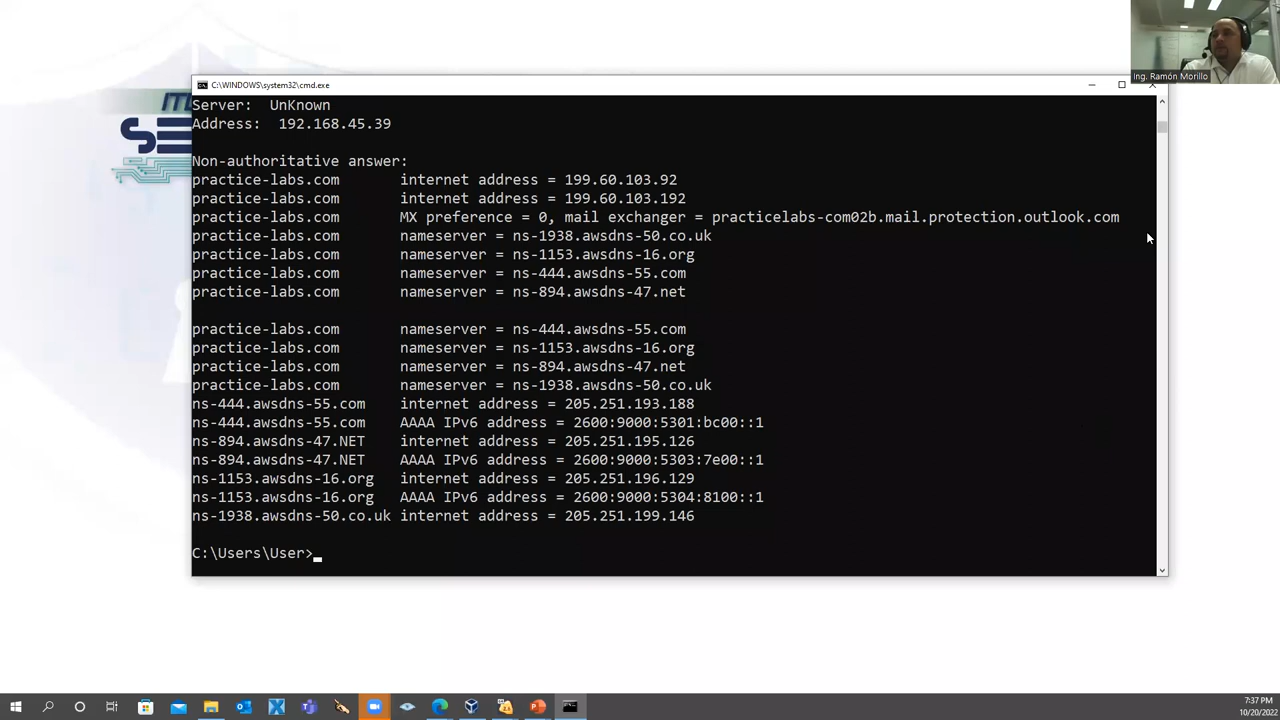 Ing. Ramón Morillo
C:\WINDOWS\system32\cmd.exe
Server:  UnKnown
Address:  192.168.45.39
Non-authoritative answer:
practice-labs.com       internet address = 199.60.103.92
practice-labs.com       internet address = 199.60.103.192
practice-labs.com       MX preference = 0, mail exchanger = practicelabs-com02b.mail.protection.outlook.com
practice-labs.com       nameserver = ns-1938.awsdns-50.co.uk
practice-labs.com       nameserver = ns-1153.awsdns-16.org
practice-labs.com       nameserver = ns-444.awsdns-55.com
practice-labs.com       nameserver = ns-894.awsdns-47.net
practice-labs.com       nameserver = ns-444.awsdns-55.com
practice-labs.com       nameserver = ns-1153.awsdns-16.org
practice-labs.com       nameserver = ns-894.awsdns-47.net
practice-labs.com       nameserver = ns-1938.awsdns-50.co.uk
ns-444.awsdns-55.com    internet address = 205.251.193.188
ns-444.awsdns-55.com    AAAA IPv6 address = 2600:9000:5301:bc00::1
ns-894.awsdns-47.NET    internet address = 205.251.195.126
ns-894.awsdns-47.NET    AAAA IPv6 address = 2600:9000:5303:7e00::1
ns-1153.awsdns-16.org   internet address = 205.251.196.129
ns-1153.awsdns-16.org   AAAA IPv6 address = 2600:9000:5304:8100::1
ns-1938.awsdns-50.co.uk internet address = 205.251.199.146
C:\Users\User>
7:37 PM
10/20/2022